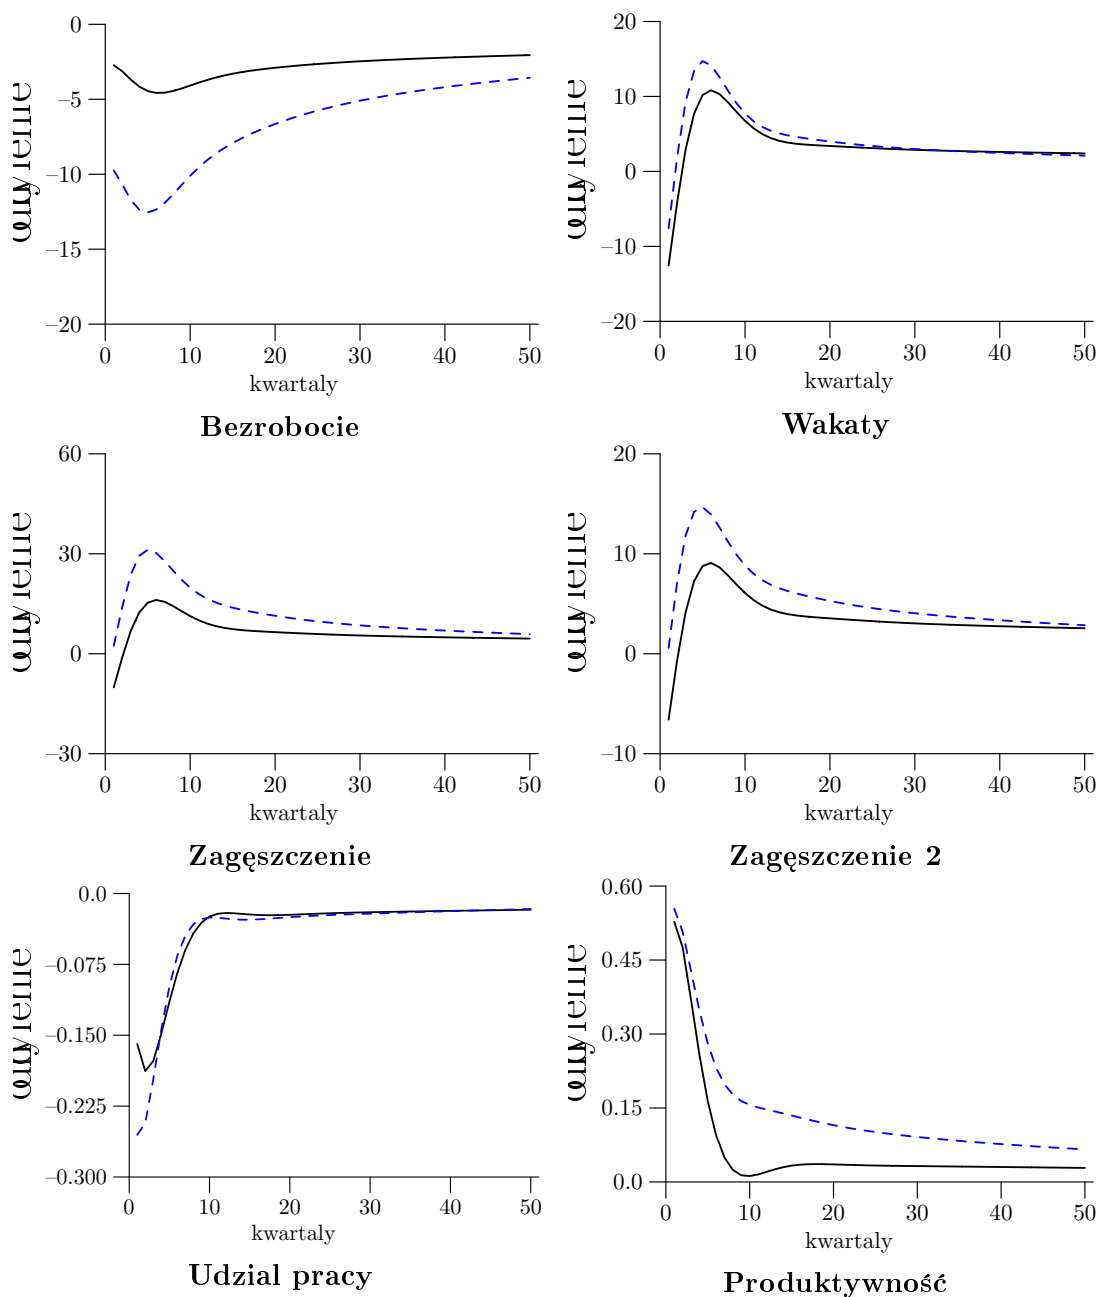 0
–5
–10
–15
–20
0 10 20 30 40 50
kwartaly
Bezrobocie
20
10
0
–10
–20
0 10 20 30 40 50
kwartaly
Wakaty
60
30
0
–30
0 10 20 30 40 50
kwartaly
Zagęszczenie
20
10
0
–10
0 10 20 30 40 50
kwartaly
Zagęszczenie 2
0.0
–0.075
–0.150
–0.225
–0.300
0 10 20 30 40 50
kwartaly
Udzial pracy
0.60
0.45
0.30
0.15
0.0
0 10 20 30 40 50
kwartaly
Produktywność